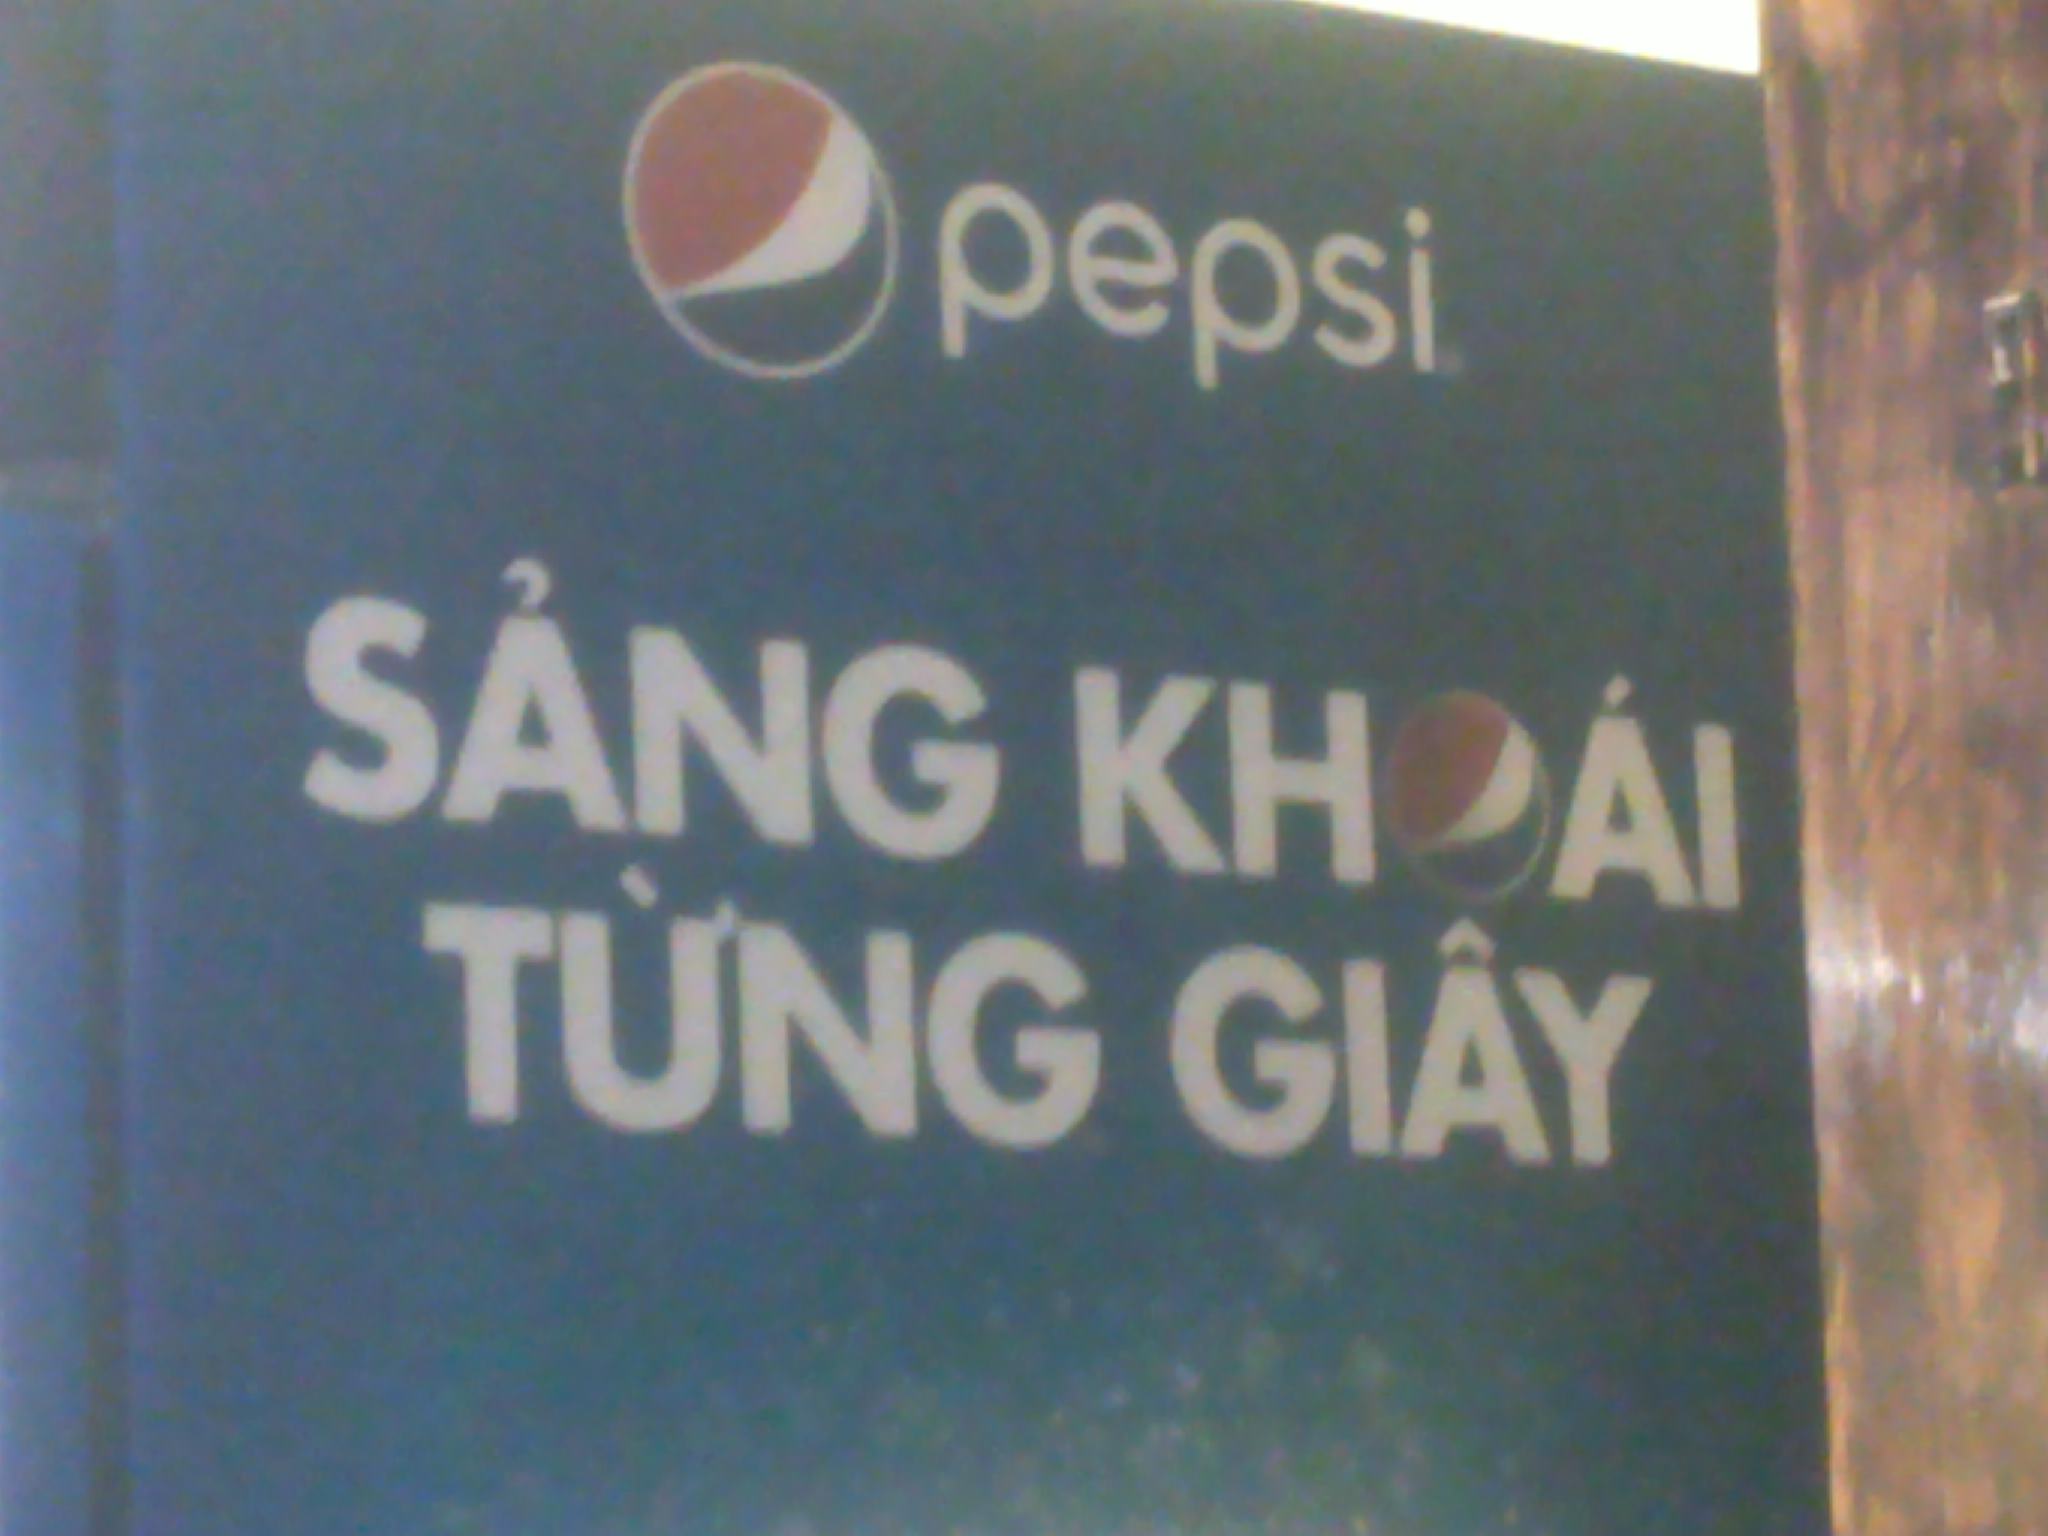 pepsi
SẢNG KHOÁI
TỪNG GIÂY